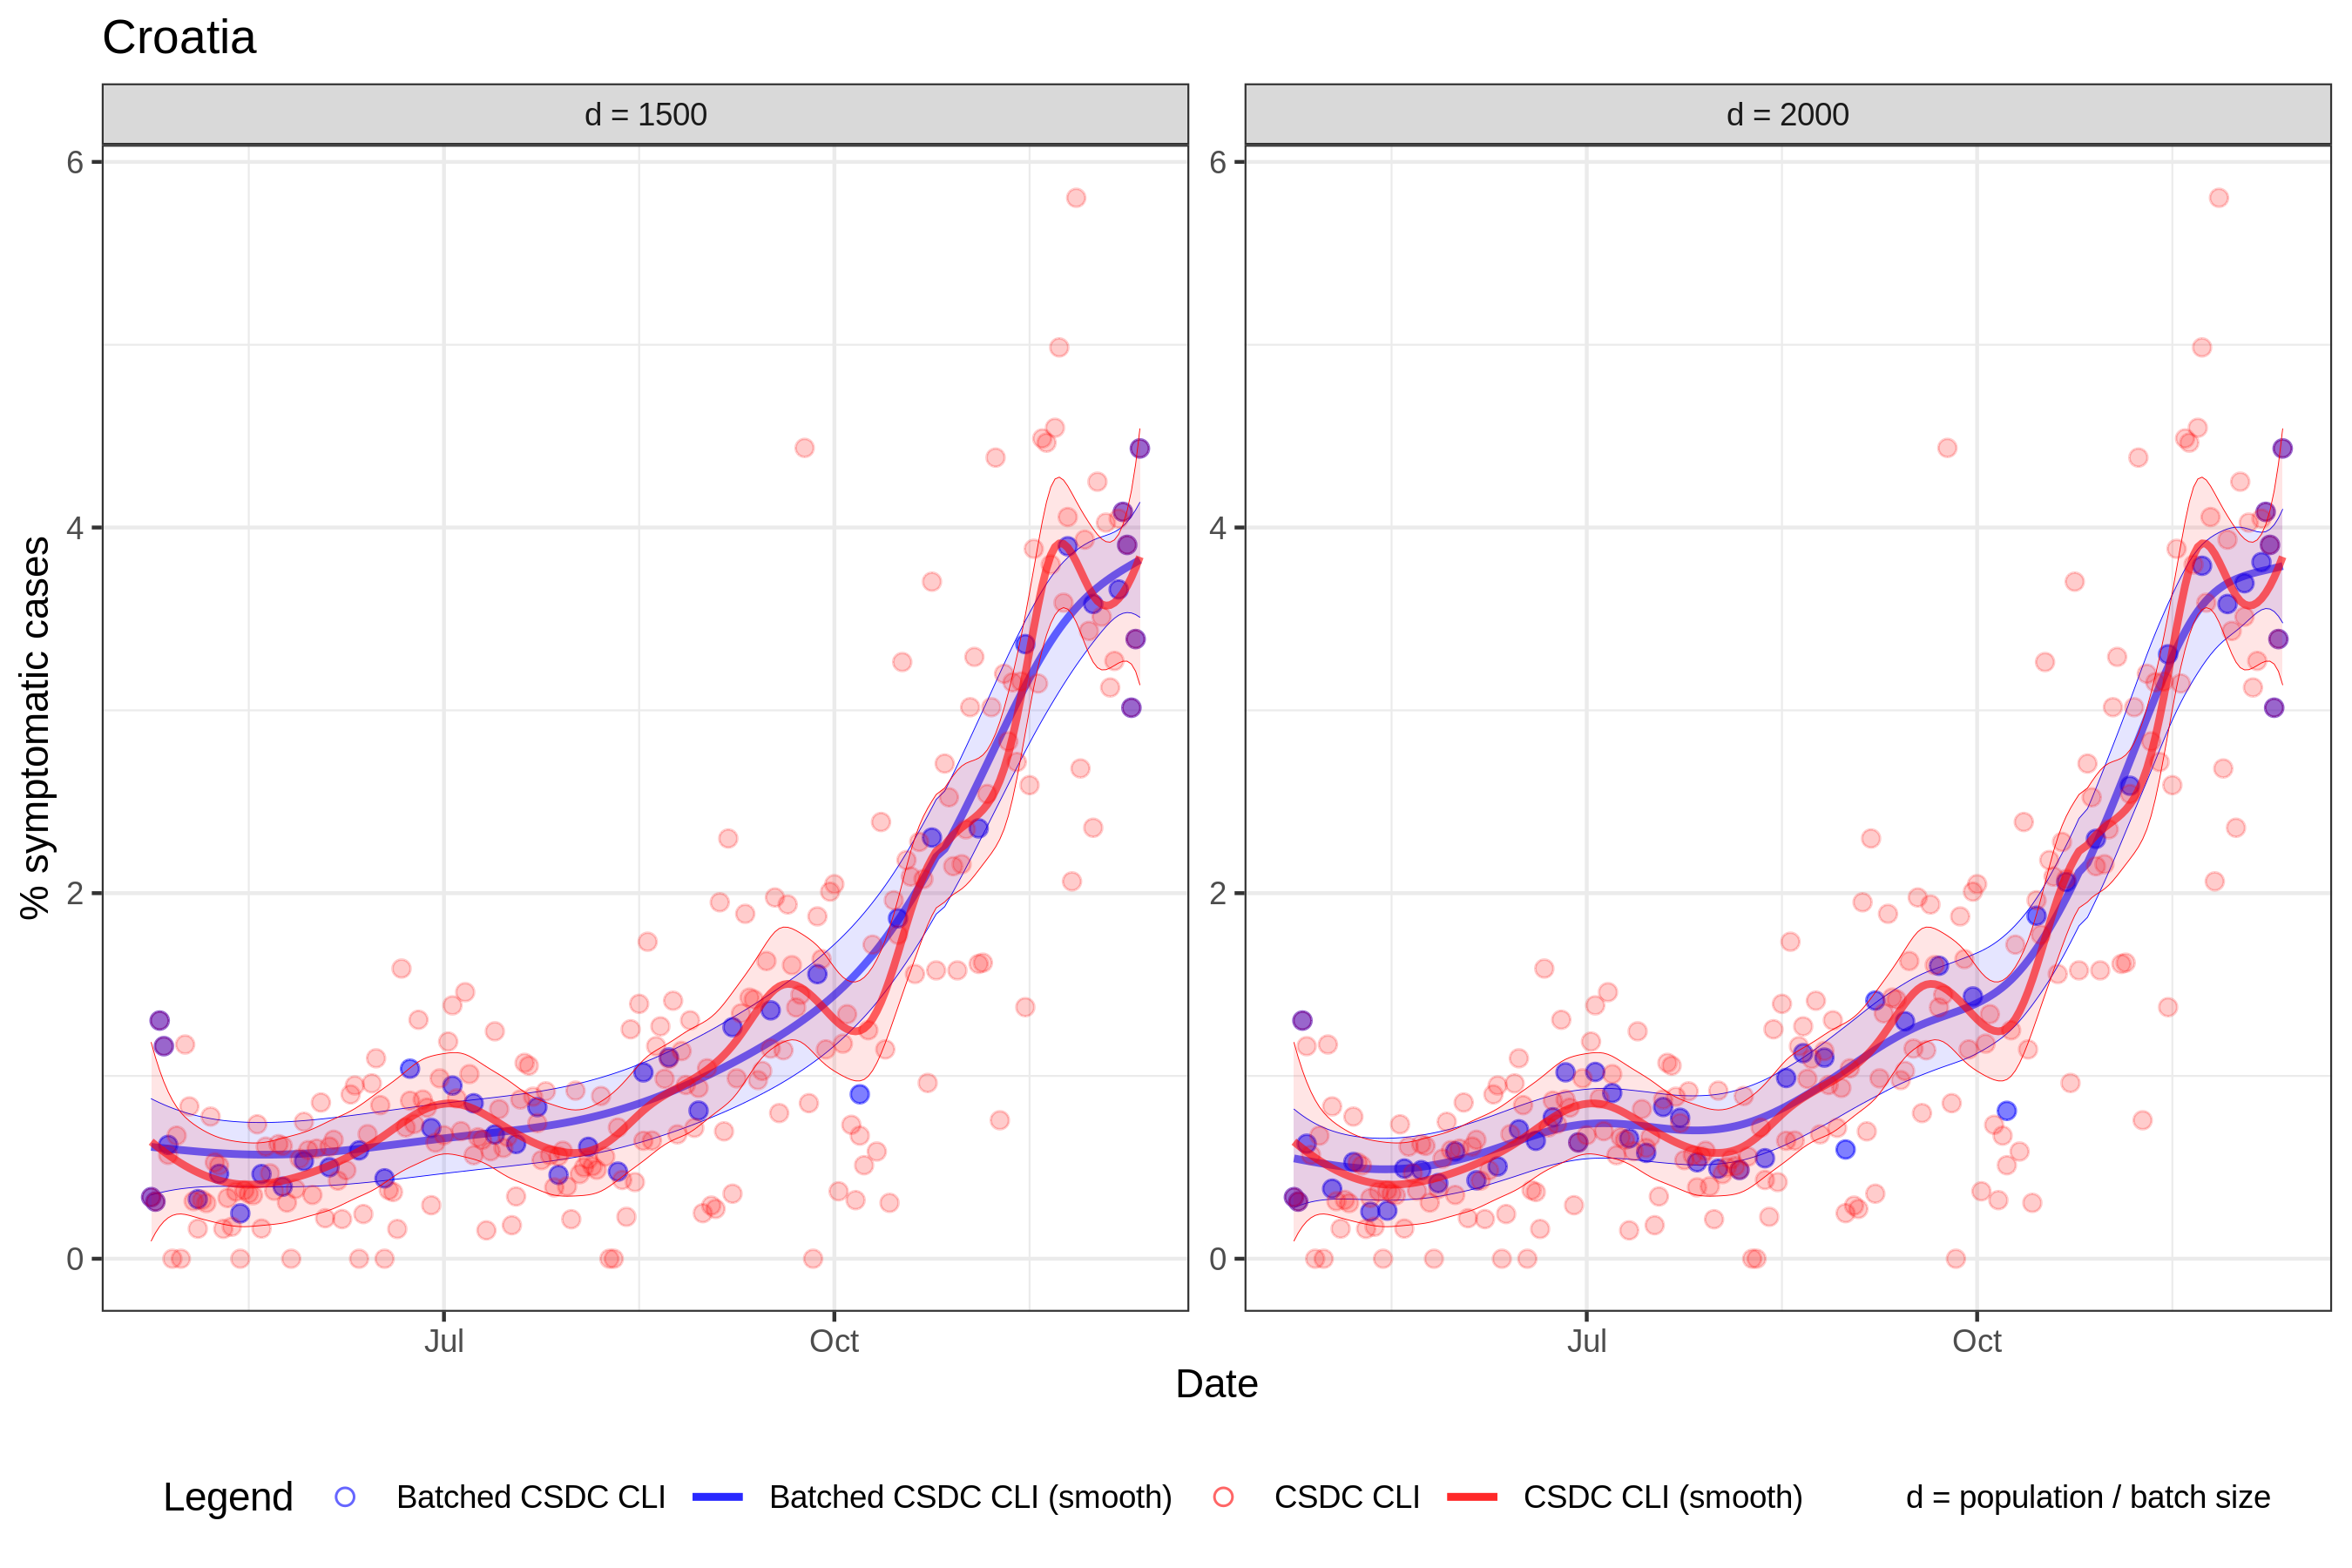 Croatia
d = 1500
d = 2000
6
4
2
0
6
4
2
0
% symptomatic cases
Jul
Oct
Jul
Oct
Date
Legend
Batched CSDC CLI
Batched CSDC CLI (smooth)
CSDC CLI
CSDC CLI (smooth)
d = population / batch size